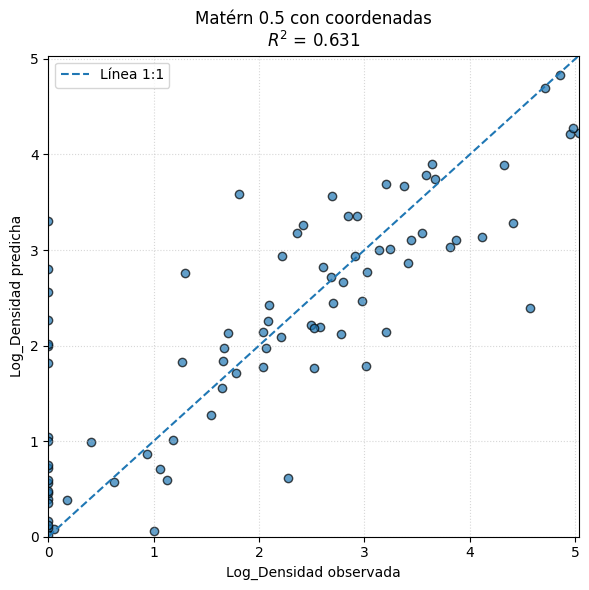 Matérn 0.5 con coordenadas
R² = 0.631
Línea 1:1
Log_Densidad predicha
5
4
3
2
1
0
0 1 2 3 4 5
Log_Densidad observada